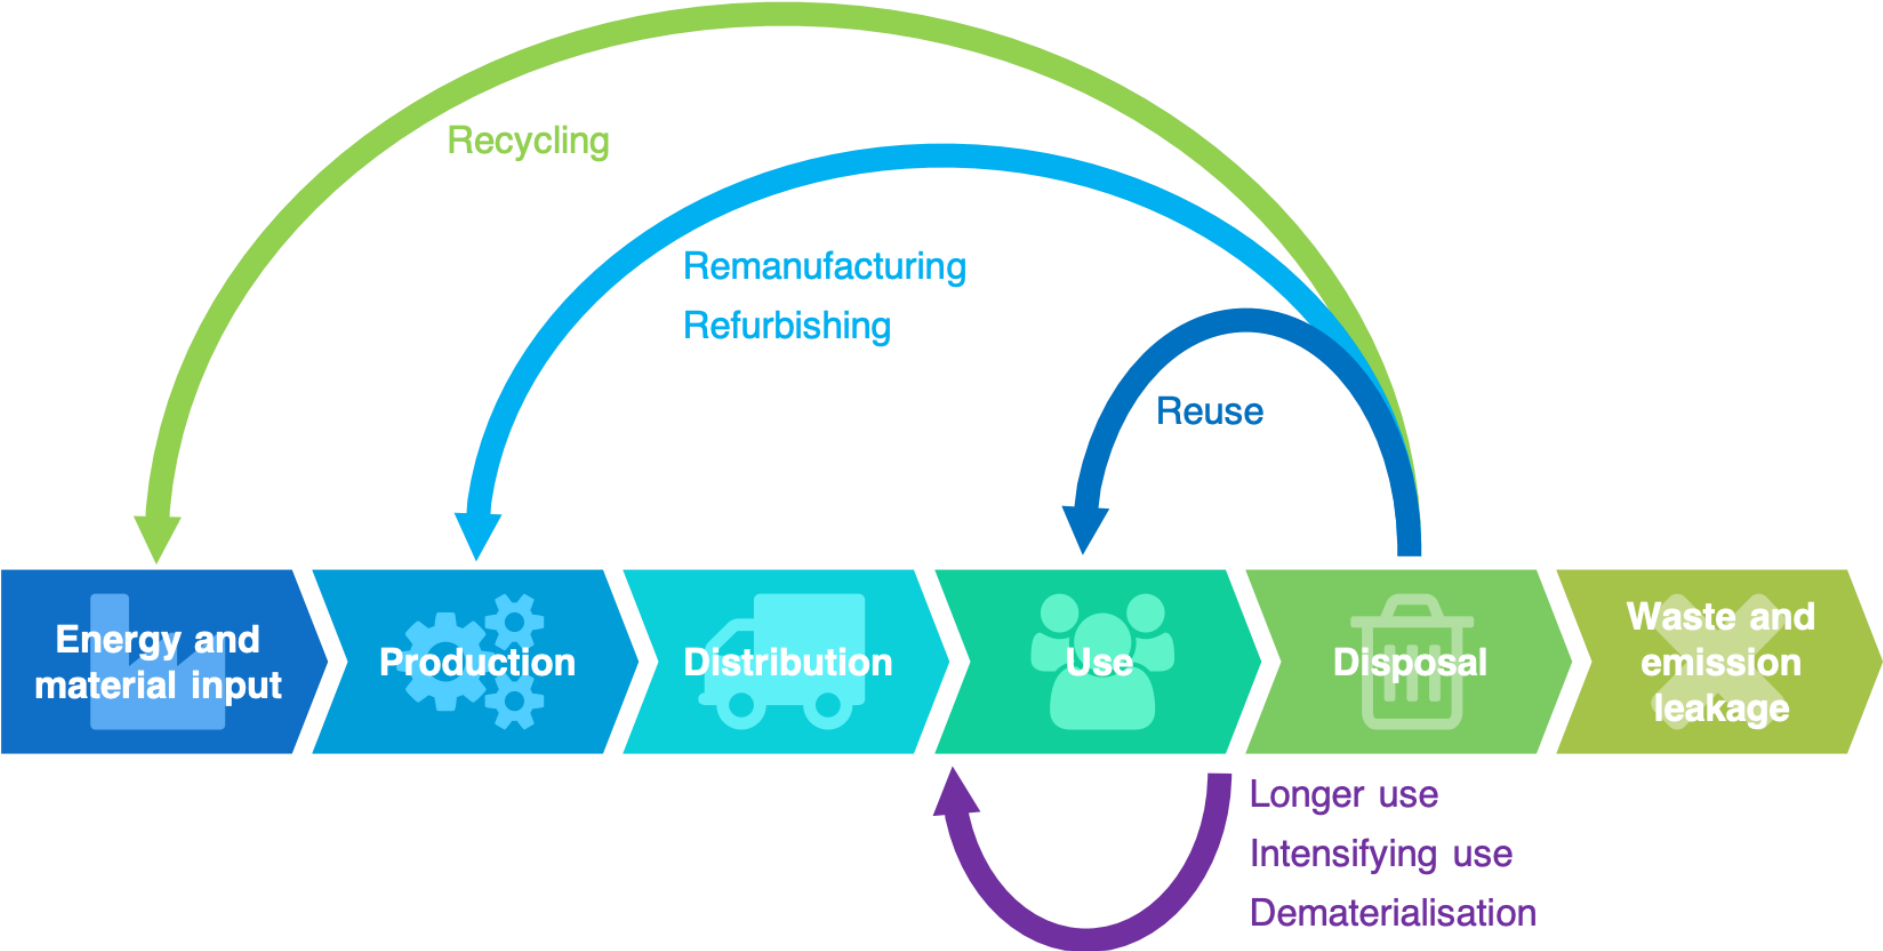 Recycling
Remanufacturing
Refurbishing
Reuse
Energy and
material input
Production
Distribution
Use
Disposal
Waste and
emission
leakage
Longer use
Intensifying use
Dematerialisation